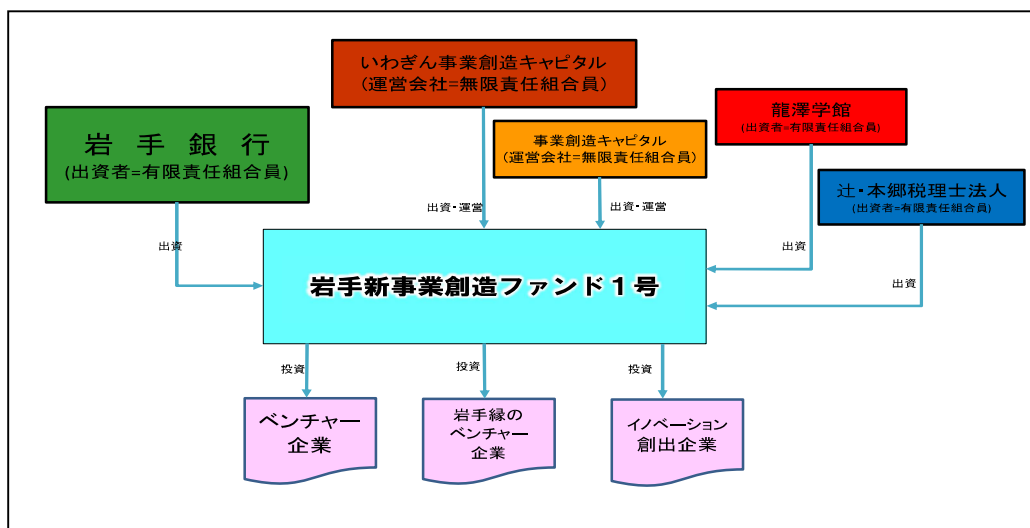 いわぎん事業創造キャピタル
(運営会社=無限責任組合員)
岩手銀行
(出資者=有限責任組合員)
事業創造キャピタル
(運営会社=無限責任組合員)
龍澤学館
(出資者=有限責任組合員)
辻・本郷税理士法人
(出資者=有限責任組合員)
出資・運営
出資・運営
出資
出資
出資
岩手新事業創造ファンド1号
投資
投資
投資
ベンチャー
企業
岩手縁の
ベンチャー
企業
イノベーション
創出企業